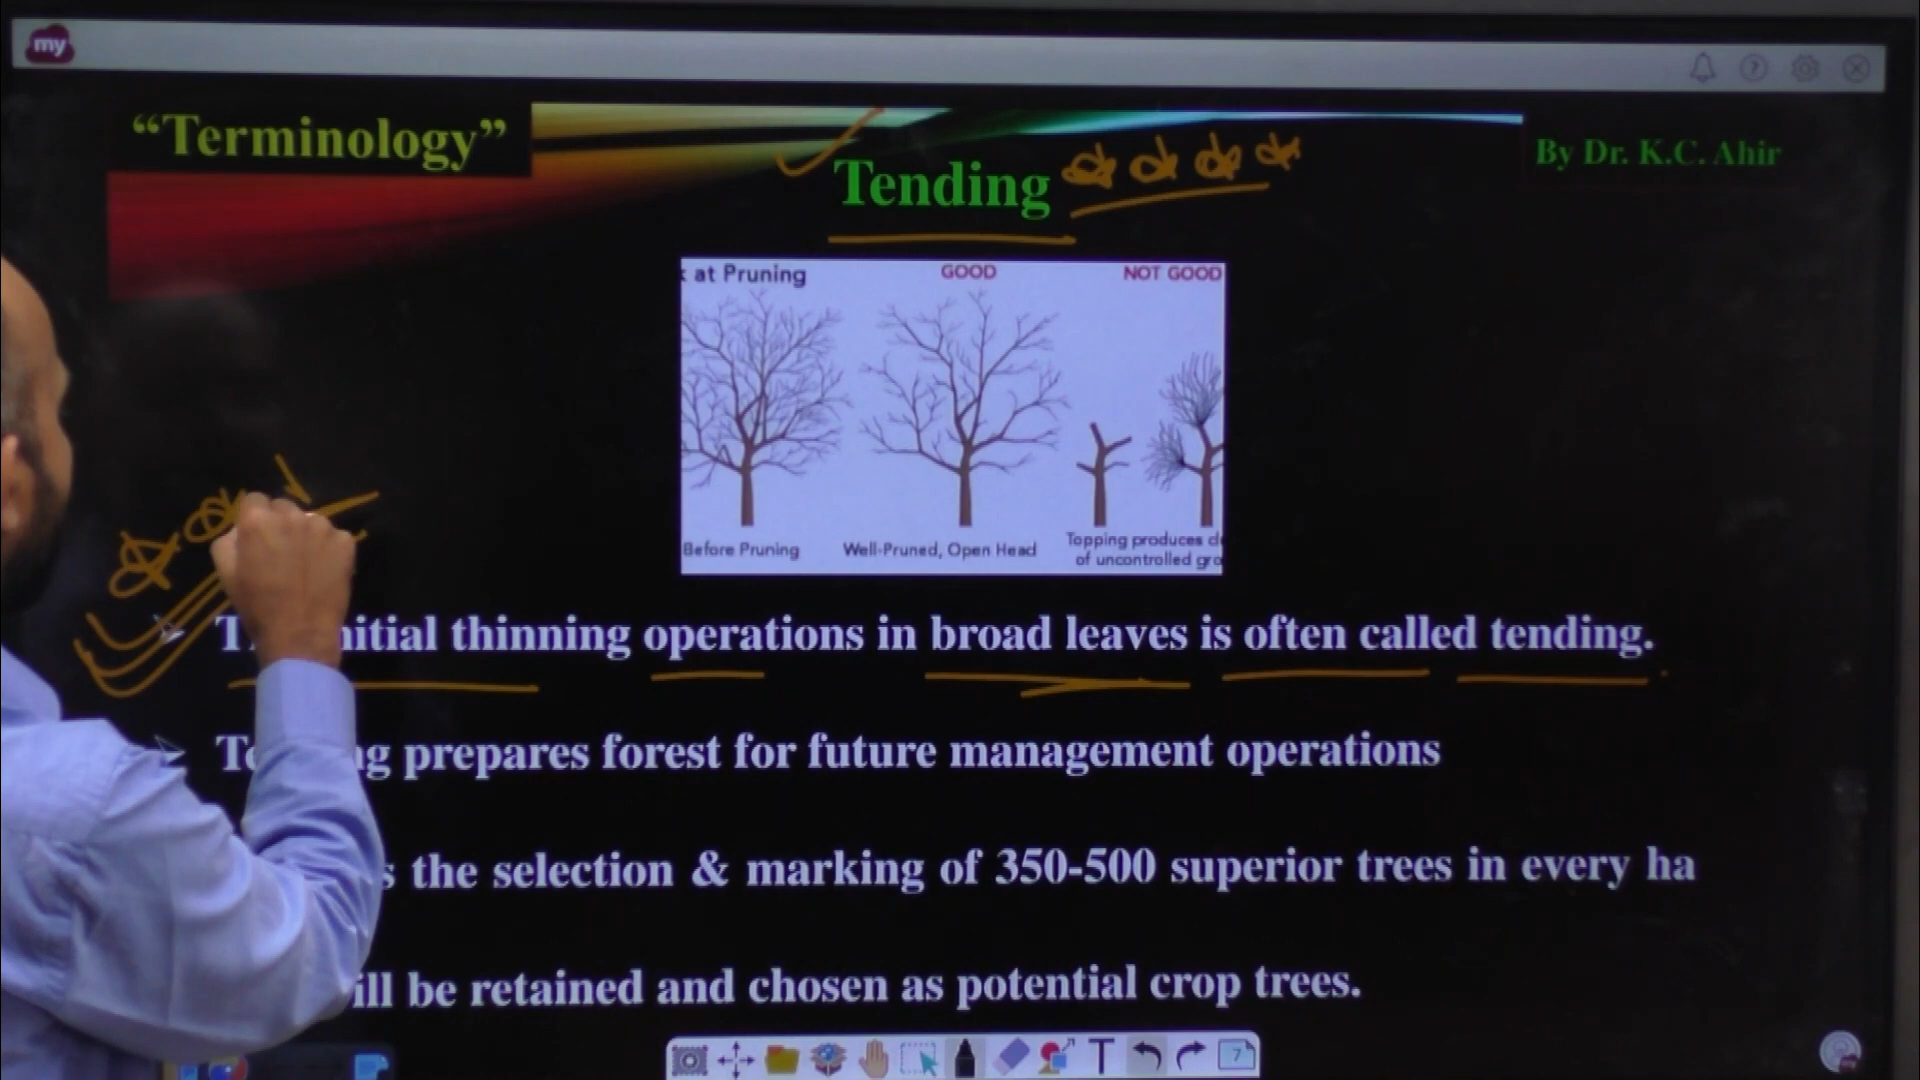 my
“Terminology”
By Dr. K.C. Ahir
Tending
at Pruning
GOOD
NOT GOOD
Before Pruning
Well-Pruned, Open Head
Topping produces
of uncontrolled
initial thinning operations in broad leaves is often called tending.
prepares forest for future management operations
the selection & marking of 350-500 superior trees in every ha
be retained and chosen as potential crop trees.
T
7